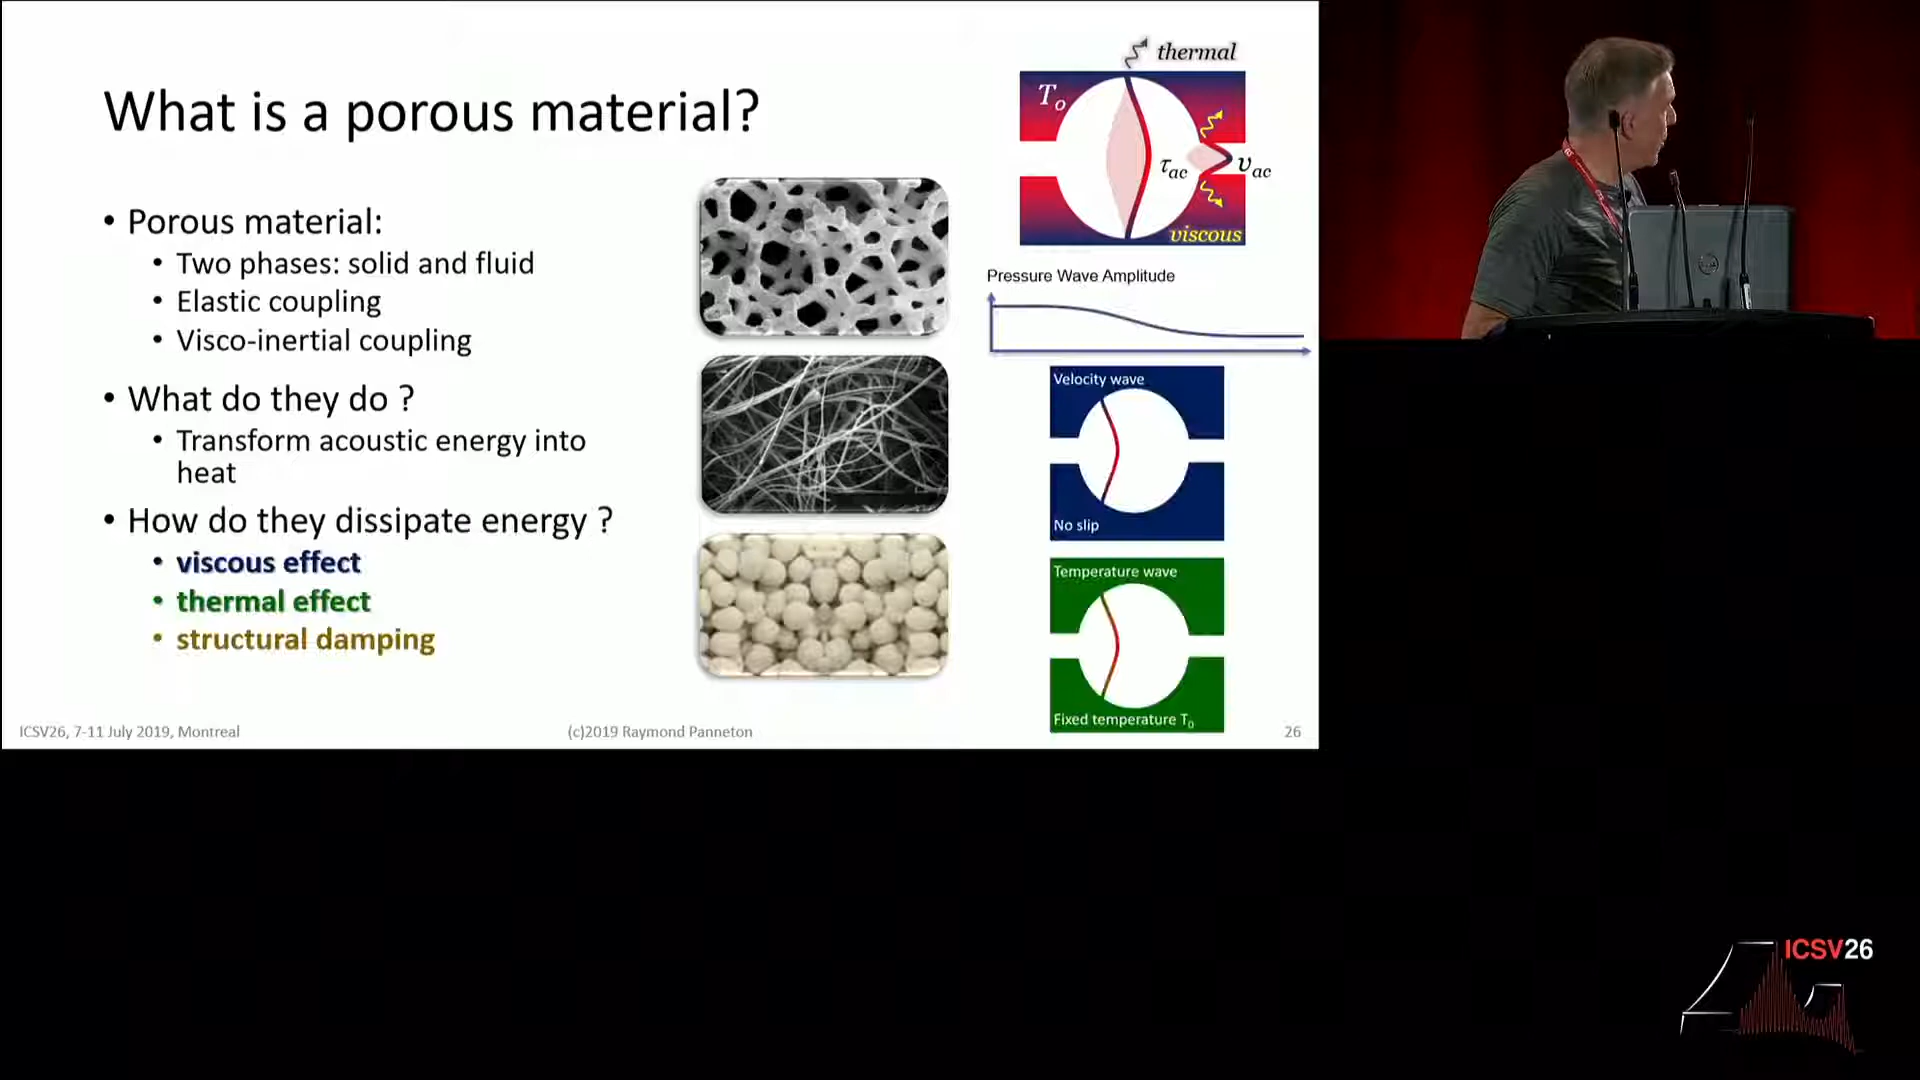 What is a porous material?
• Porous material:
• Two phases: solid and fluid
• Elastic coupling
• Visco-inertial coupling
• What do they do ?
• Transform acoustic energy into
heat
• How do they dissipate energy ?
• viscous effect
• thermal effect
• structural damping
thermal
To
τac
υac
viscous
Pressure Wave Amplitude
Velocity wave
No slip
Temperature wave
Fixed temperature T0
ICSV26, 7-11 July 2019, Montreal
(c)2019 Raymond Panneton
26
ICSV26